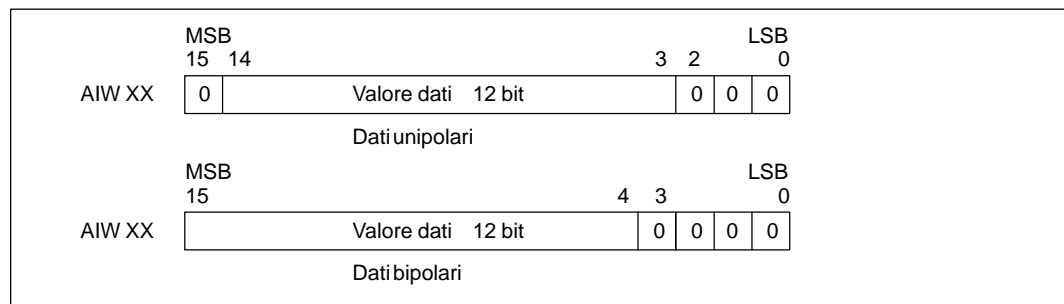 MSB LSB
15 14 3 2 0
AIW XX 0 Valore dati 12 bit 0 0 0
Dati unipolari
MSB LSB
15 4 3 0
AIW XX Valore dati 12 bit 0 0 0 0
Dati bipolari